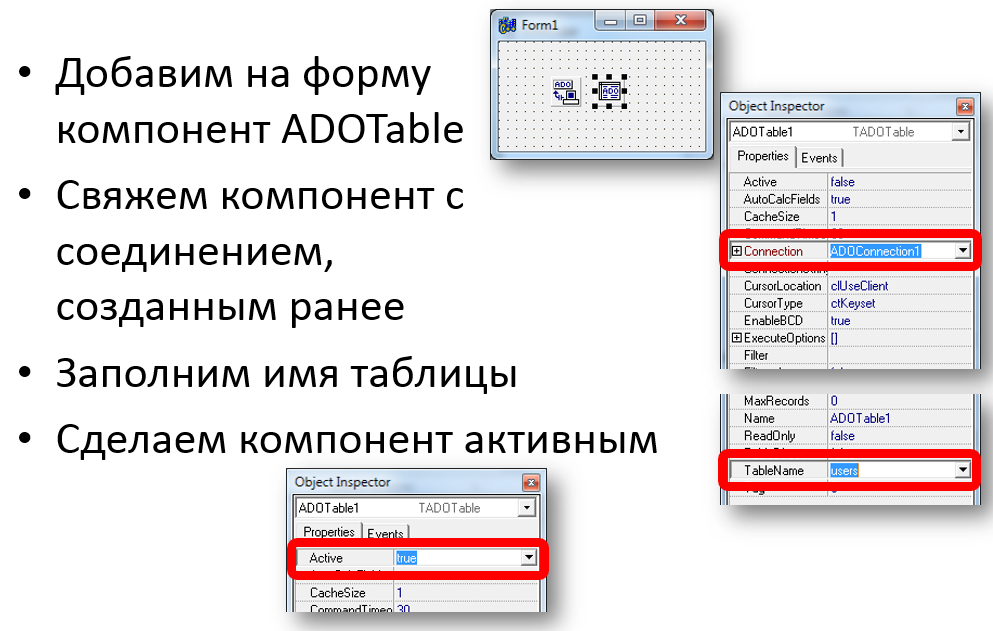 • Добавим на форму
компонент ADOTable
• Свяжем компонент с
соединением,
созданным ранее
• Заполним имя таблицы
• Сделаем компонент активным
Form1
ADO
ADO
Object Inspector
ADOTable1 TADOTable
Properties Events
Active false
AutoCalcFields true
CacheSize 1
Connection ADOConnection1
CursorLocation clUseClient
CursorType ctKeyset
EnableBCD true
ExecuteOptions []
Filter
MaxRecords 0
Name ADOTable1
ReadOnly false
TableName users
Object Inspector
ADOTable1 TADOTable
Properties Events
Active true
CacheSize 1
CommandTimeo 30